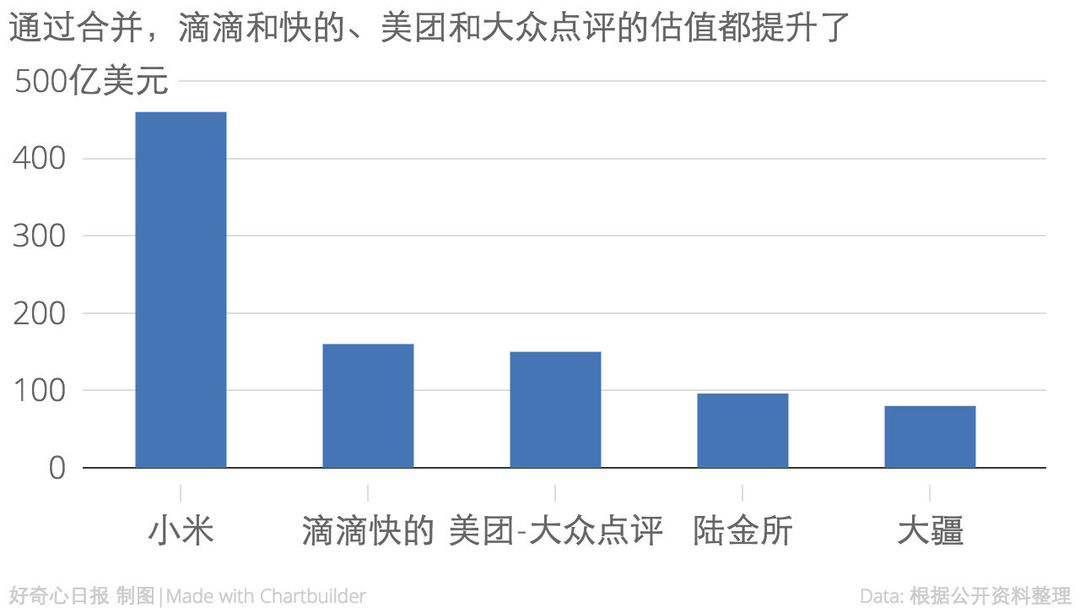 通过合并，滴滴和快的、美团和大众点评的估值都提升了
500亿美元
400
300
200
100
0
小米 滴滴快的 美团-大众点评 陆金所 大疆
好奇心日报 制图|Made with Chartbuilder Data: 根据公开资料整理